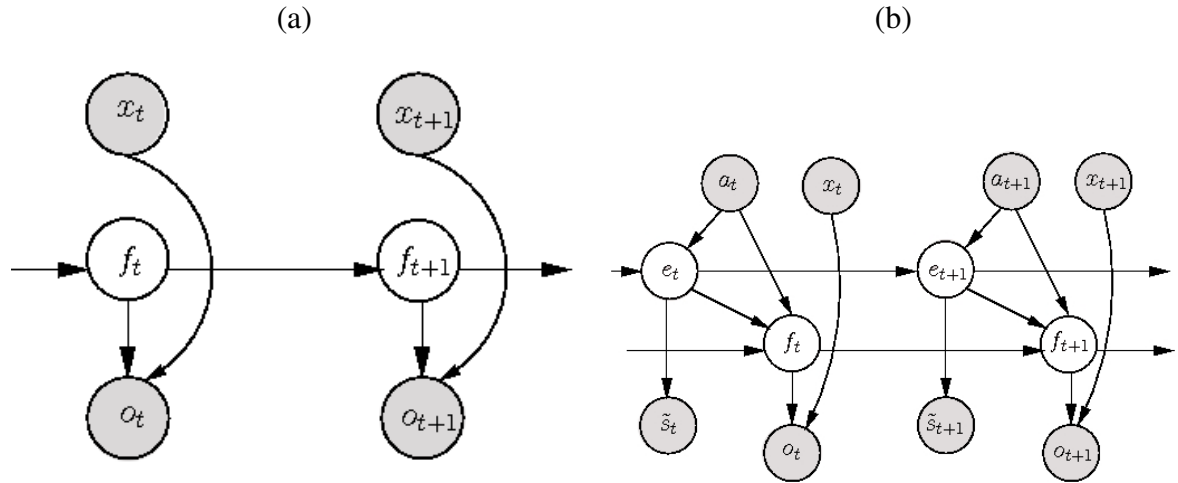 (a)
x_t
x_{t+1}
f_t
f_{t+1}
o_t
o_{t+1}
(b)
a_t
x_t
a_{t+1}
x_{t+1}
e_t
e_{t+1}
f_t
f_{t+1}
s̃_t
s̃_{t+1}
o_t
o_{t+1}